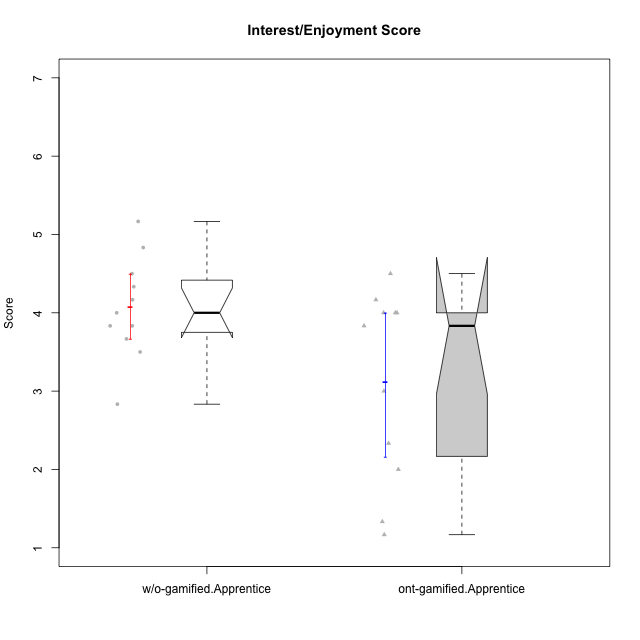 Interest/Enjoyment Score
7
6
5
4
3
2
1
Score
w/o-gamified.Apprentice
ont-gamified.Apprentice